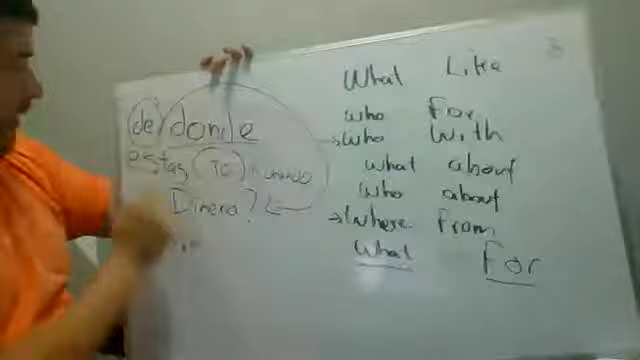 de/donde
estas To mando
Dinero?
What Like
who For
who with
what about
who about
Where From
What For